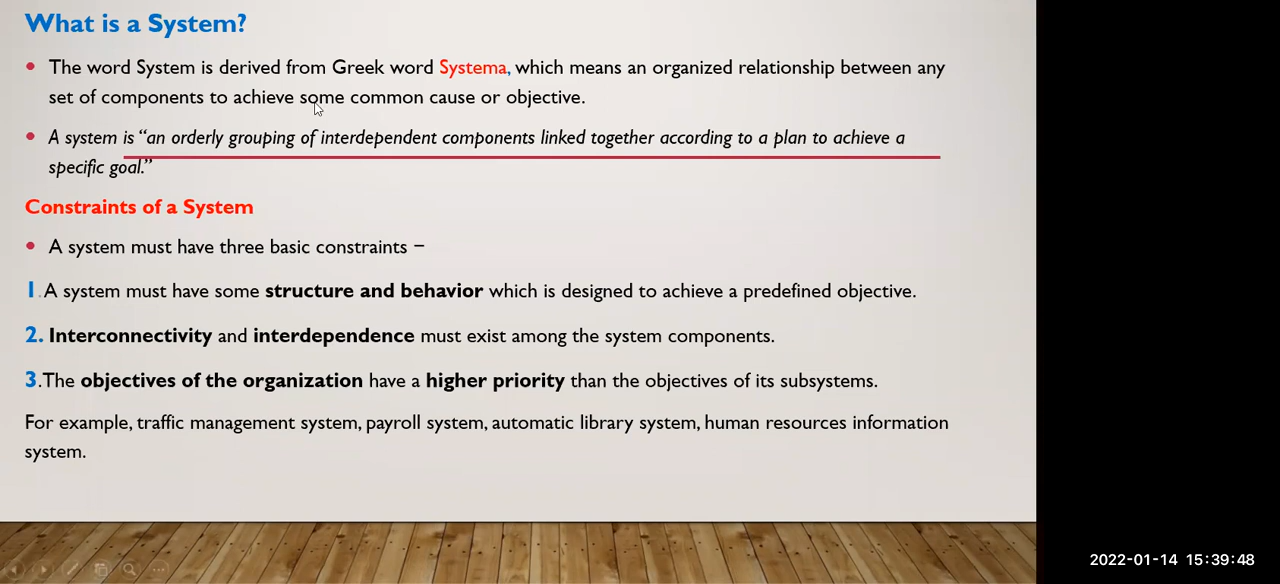 What is a System?
• The word System is derived from Greek word Systema, which means an organized relationship between any
set of components to achieve some common cause or objective.
• A system is “an orderly grouping of interdependent components linked together according to a plan to achieve a
specific goal.”
Constraints of a System
• A system must have three basic constraints −
1.A system must have some structure and behavior which is designed to achieve a predefined objective.
2. Interconnectivity and interdependence must exist among the system components.
3.The objectives of the organization have a higher priority than the objectives of its subsystems.
For example, traffic management system, payroll system, automatic library system, human resources information
system.
2022-01-14 15:39:48